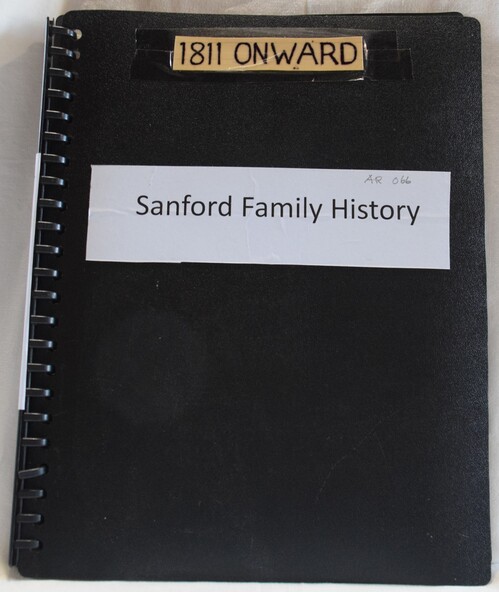 1811 ONWARD
AR 066
Sanford Family History